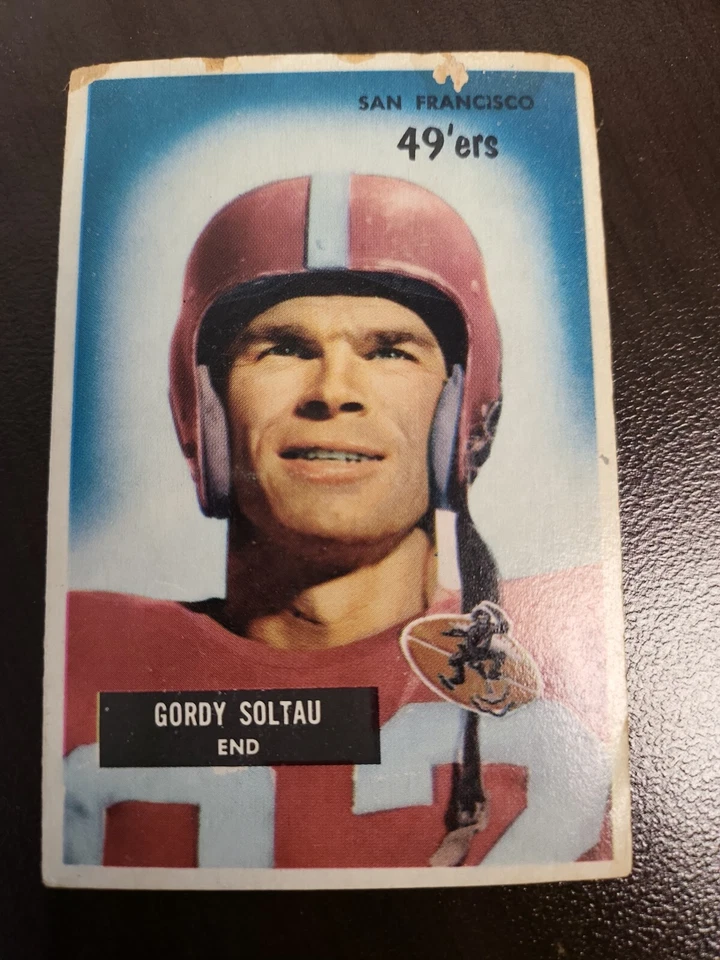 SAN FRANCISCO
49'ers
GORDY SOLTAU
END